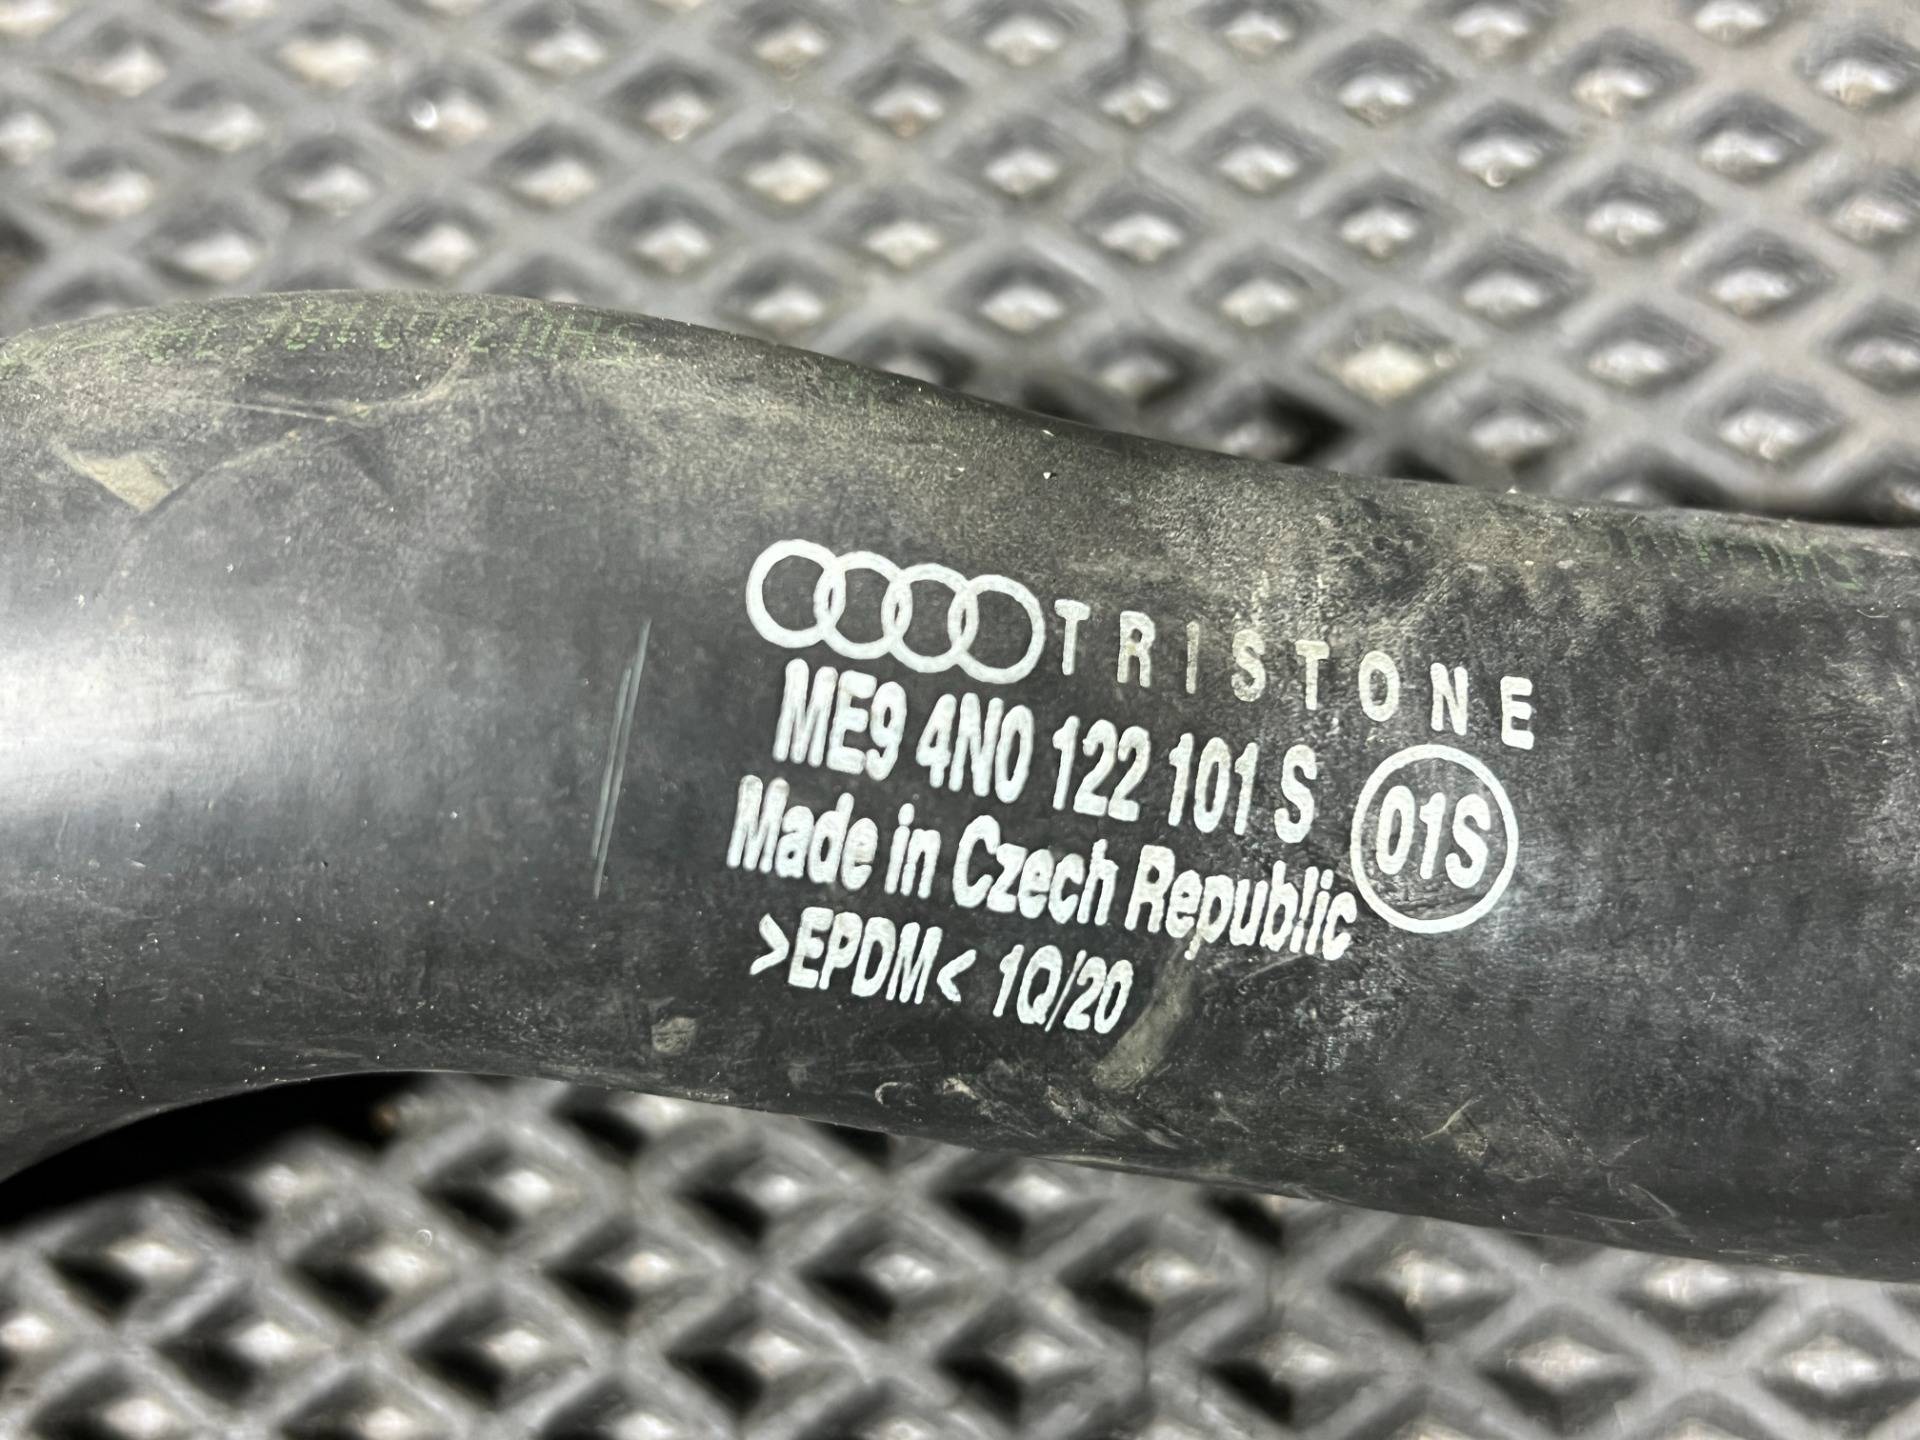 TRISTONE
ME9 4N0 122 101 S
01S
Made in Czech Republic
>EPDM< 1Q/20